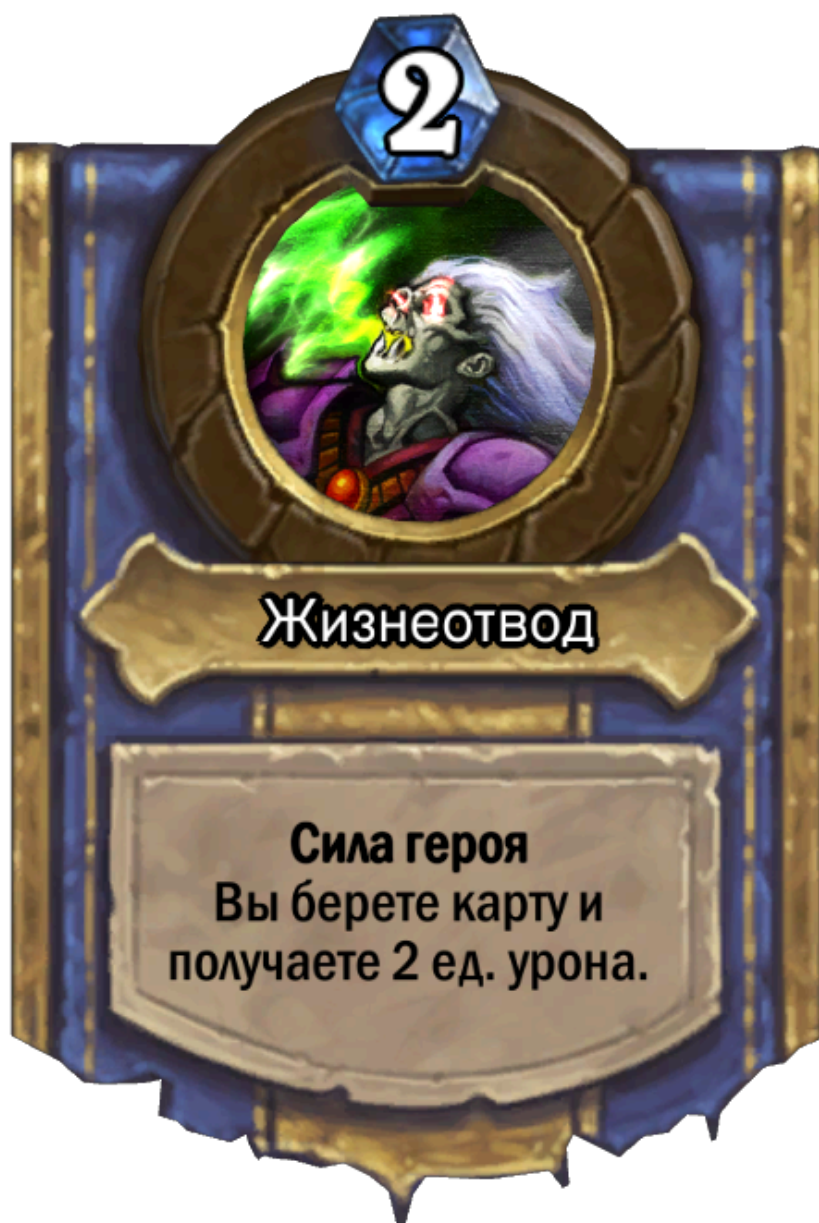 2
Жизнеотвод
Сила героя
Вы берете карту и
получаете 2 ед. урона.